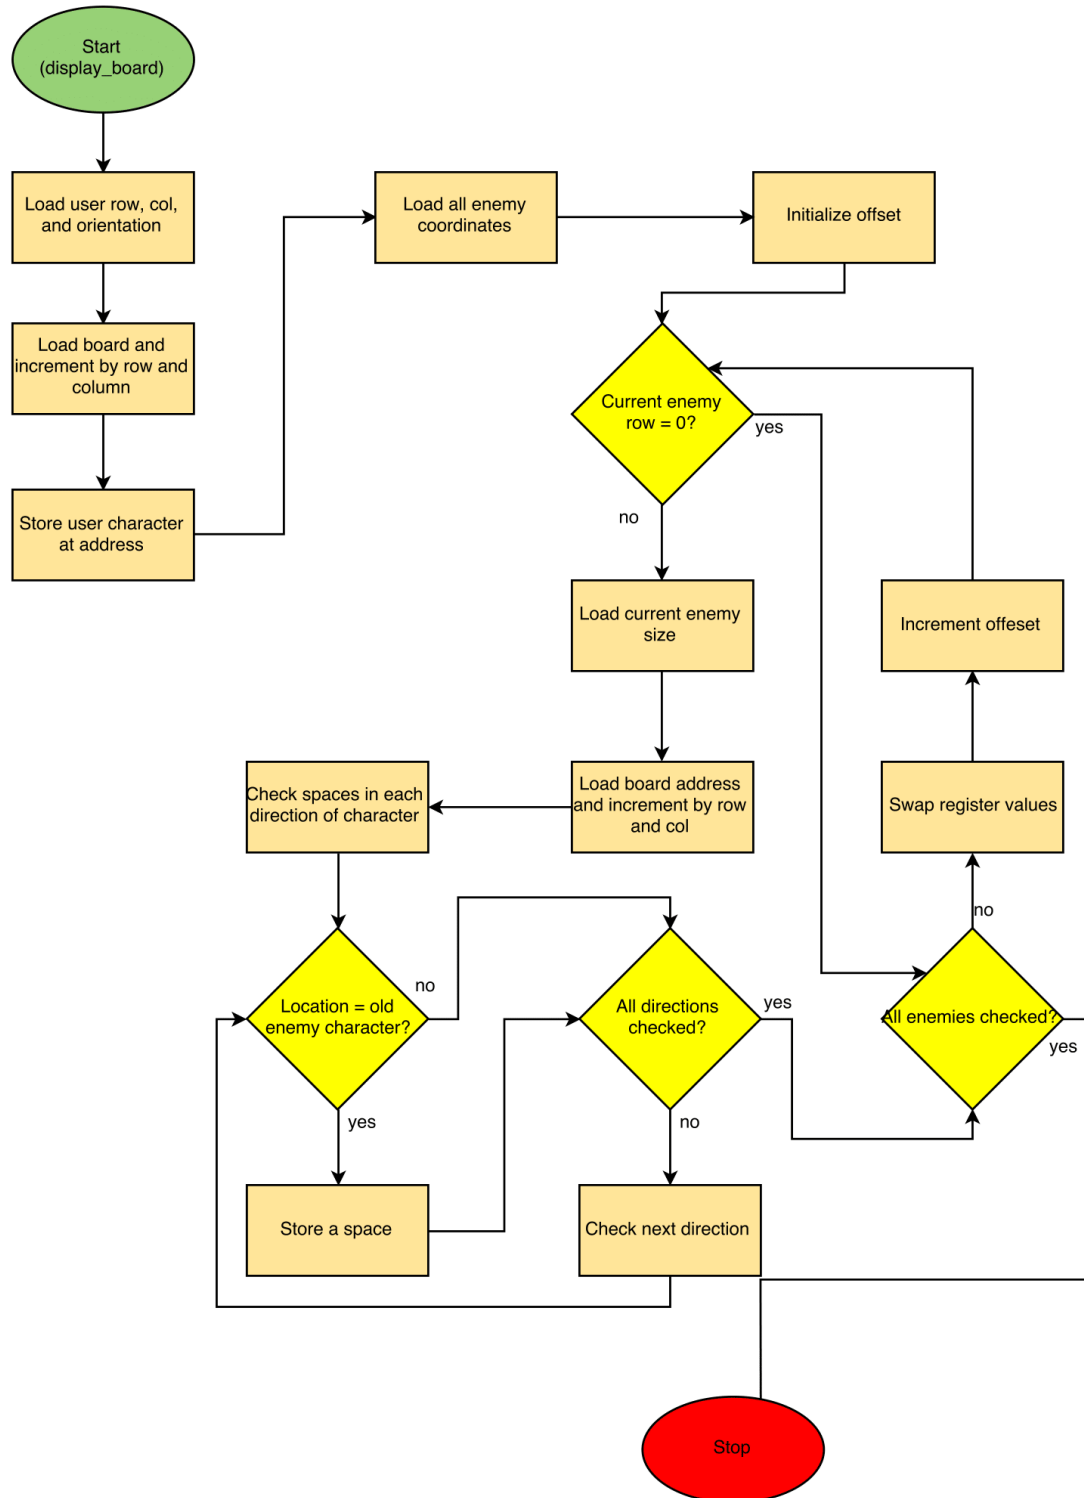 Start
(display_board)
Load user row, col,
and orientation
Load all enemy
coordinates
Initialize offset
Load board and
increment by row and
column
Current enemy
row = 0?
yes
no
Store user character
at address
Load current enemy
size
Increment offeset
Check spaces in each
direction of character
Load board address
and increment by row
and col
Swap register values
no
Location = old
enemy character?
no
yes
All directions
checked?
yes
no
All enemies checked?
yes
Store a space
Check next direction
Stop